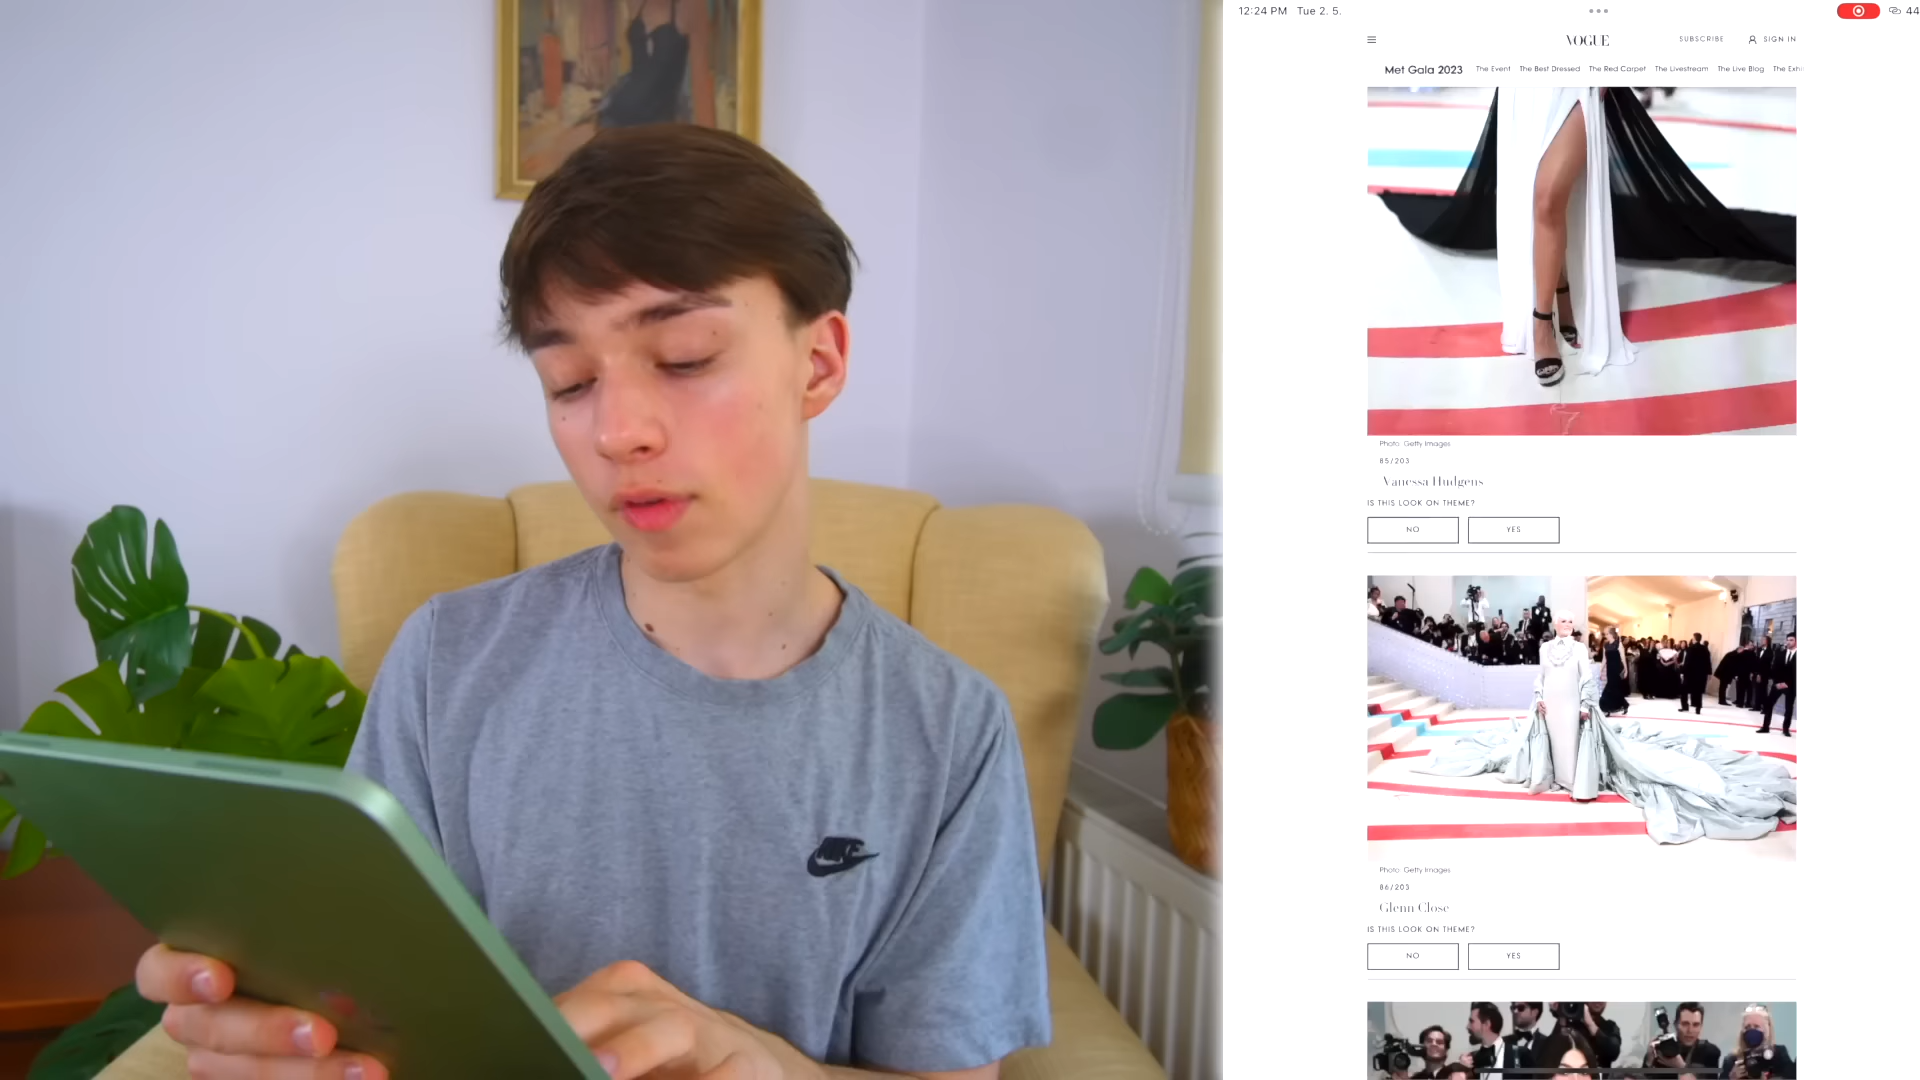 12:24 PM Tue 2. 5.
44
VOGUE
SUBSCRIBE
SIGN IN
Met Gala 2023
The Event
The Best Dressed
The Red Carpet
The Livestream
The Live Blog
The Exhi
Photo: Getty Images
85/203
Vanessa Hudgens
IS THIS LOOK ON THEME?
NO
YES
Photo: Getty Images
86/203
Glenn Close
IS THIS LOOK ON THEME?
NO
YES